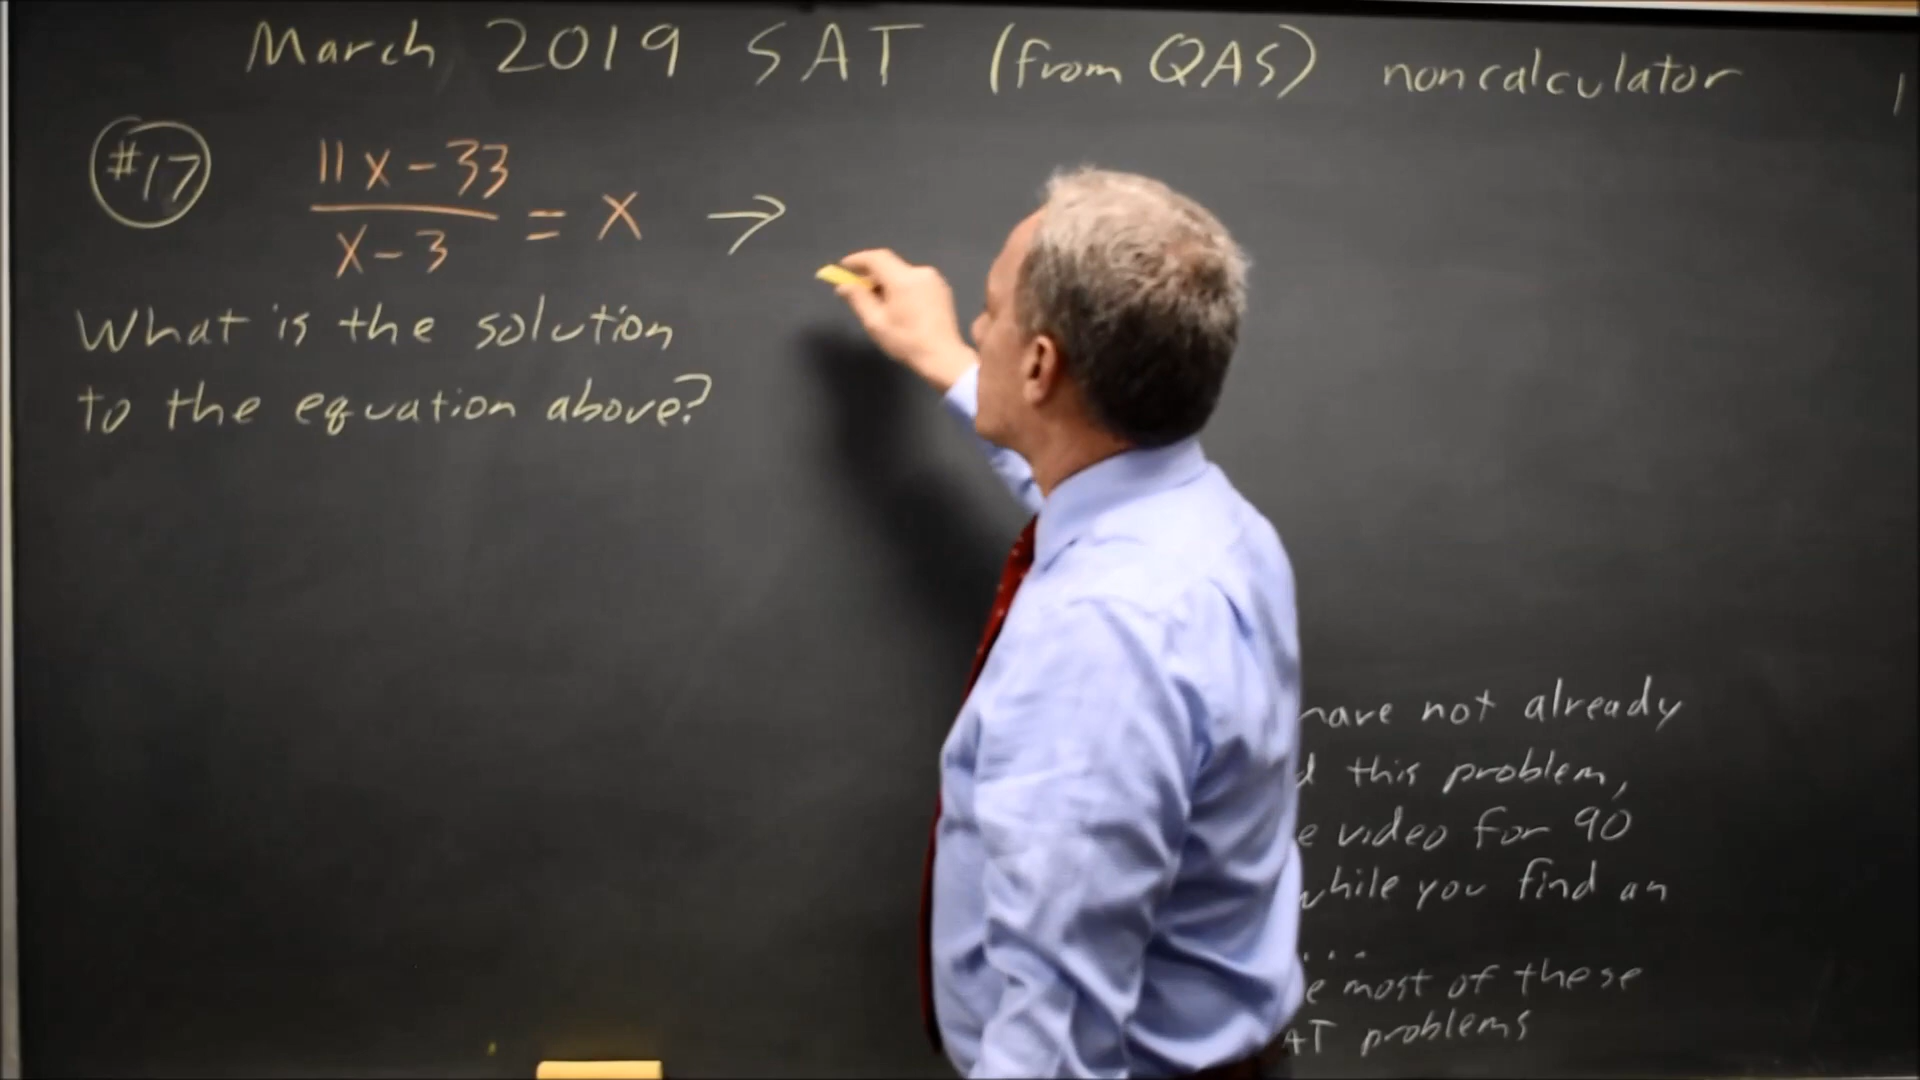 March 2019 SAT (from QAS) noncalculator 1
#17
11x-33
x-3
= x →
What is the solution
to the equation above?
have not already
this problem,
video for 90
while you find an
...
most of these
problems